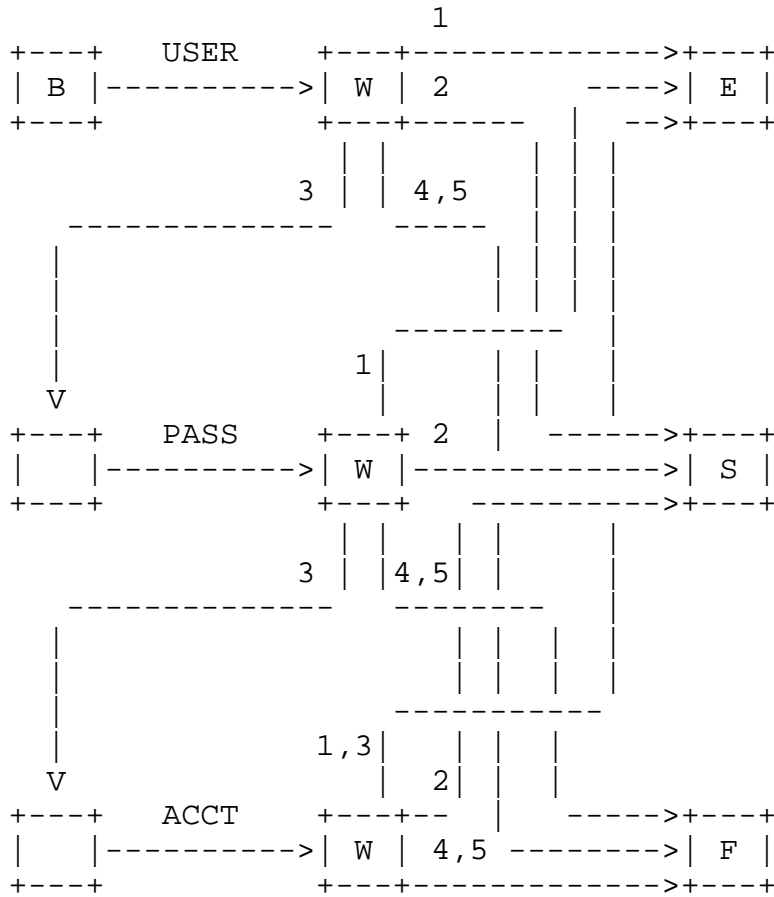 1
USER
B W 2 E
3 4,5
1
V
PASS 2
W S
3 4,5
1,3
V 2
ACCT
W 4,5 F